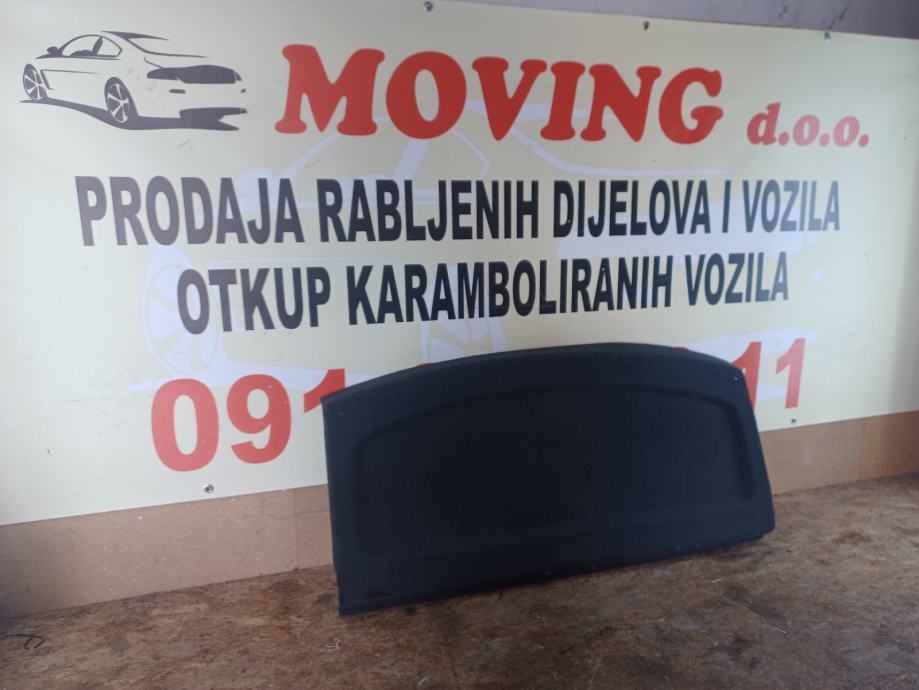 MOVING d.o.o.
PRODAJA RABLJENIH DIJELOVA I VOZILA
OTKUP KARAMBOLIRANIH VOZILA
091 11